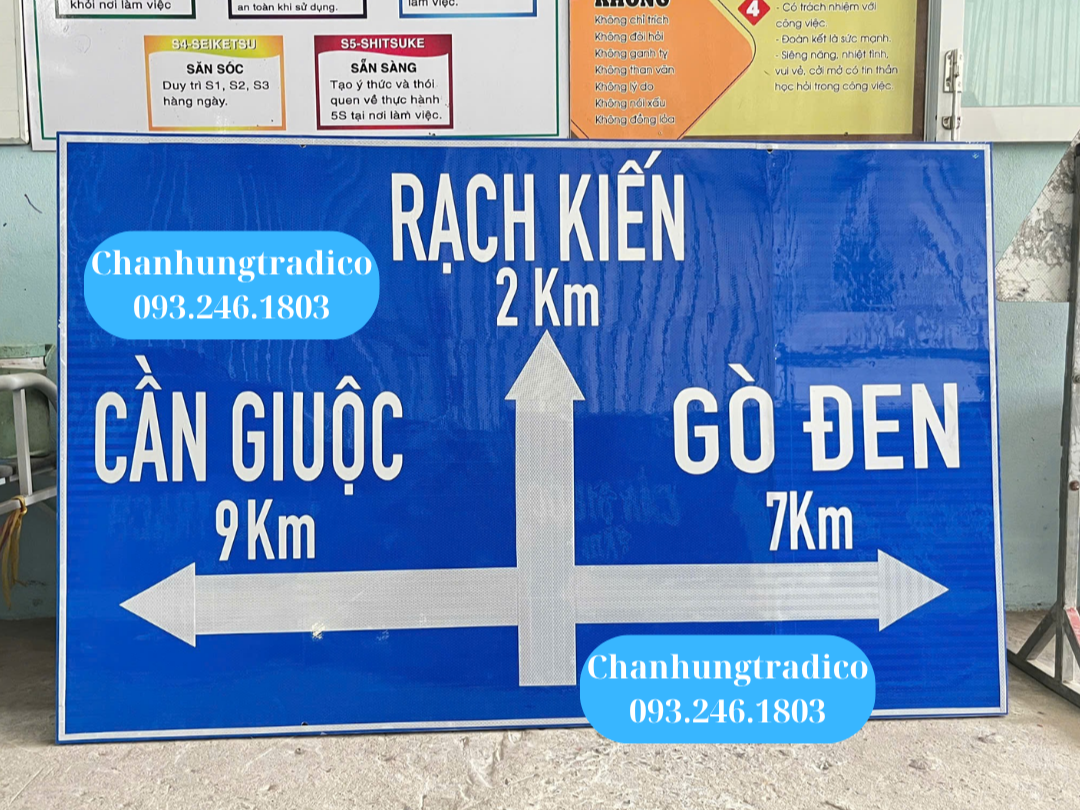 khỏi nơi làm việc
an toàn khi sử dụng.
làm việc.
S4-SEIKETSU
SĂN SÓC
Duy trì S1, S2, S3
hàng ngày.
S5-SHITSUKE
SẴN SÀNG
Tạo ý thức và thói
quen về thực hành
5S tại nơi làm việc.
KHÔNG
Không chỉ trích
Không đòi hỏi
Không ganh tỵ
Không than vãn
Không lý do
Không nói xấu
Không đồng lõa
4
- Có trách nhiệm với
công việc.
- Đoàn kết là sức mạnh.
- Siêng năng, nhiệt tình,
vui vẻ, cởi mở có tin thần
học hỏi trong công việc.
RẠCH KIẾN
2 Km
Chanhungtradico
093.246.1803
CẦN GIUỘC
9Km
GÒ ĐEN
7Km
Chanhungtradico
093.246.1803